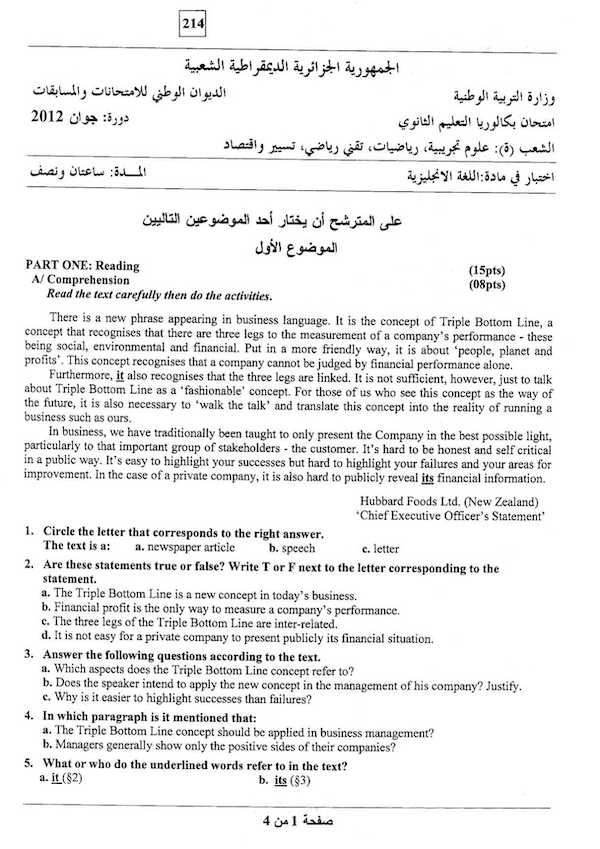 214
الجمهورية الجزائرية الديمقراطية الشعبية
وزارة التربية الوطنية الديوان الوطني للامتحانات والمسابقات
امتحان بكالوريا التعليم الثانوي دورة: جوان 2012
الشعب (ة): علوم تجريبية، رياضيات، تقني رياضي، تسيير واقتصاد
اختبار في مادة:اللغة الانجليزية المـدة: ساعتان ونصف
على المترشح أن يختار أحد الموضوعين التاليين
الموضوع الأول
PART ONE: Reading (15pts)
A/ Comprehension (08pts)
Read the text carefully then do the activities.
There is a new phrase appearing in business language. It is the concept of Triple Bottom Line, a
concept that recognises that there are three legs to the measurement of a company's performance - these
being social, environmental and financial. Put in a more friendly way, it is about 'people, planet and
profits'. This concept recognises that a company cannot be judged by financial performance alone.
Furthermore, it also recognises that the three legs are linked. It is not sufficient, however, just to talk
about Triple Bottom Line as a 'fashionable' concept. For those of us who see this concept as the way of
the future, it is also necessary to 'walk the talk' and translate this concept into the reality of running a
business such as ours.
In business, we have traditionally been taught to only present the Company in the best possible light,
particularly to that important group of stakeholders - the customer. It's hard to be honest and self critical
in a public way. It's easy to highlight your successes but hard to highlight your failures and your areas for
improvement. In the case of a private company, it is also hard to publicly reveal its financial information.
Hubbard Foods Ltd. (New Zealand)
'Chief Executive Officer's Statement'
1. Circle the letter that corresponds to the right answer.
The text is a: a. newspaper article b. speech c. letter
2. Are these statements true or false? Write T or F next to the letter corresponding to the
statement.
a. The Triple Bottom Line is a new concept in today's business.
b. Financial profit is the only way to measure a company's performance.
c. The three legs of the Triple Bottom Line are inter-related.
d. It is not easy for a private company to present publicly its financial situation.
3. Answer the following questions according to the text.
a. Which aspects does the Triple Bottom Line concept refer to?
b. Does the speaker intend to apply the new concept in the management of his company? Justify.
c. Why is it easier to highlight successes than failures?
4. In which paragraph is it mentioned that:
a. The Triple Bottom Line concept should be applied in business management?
b. Managers generally show only the positive sides of their companies?
5. What or who do the underlined words refer to in the text?
a. it (§2) b. its (§3)
صفحة 1 من 4